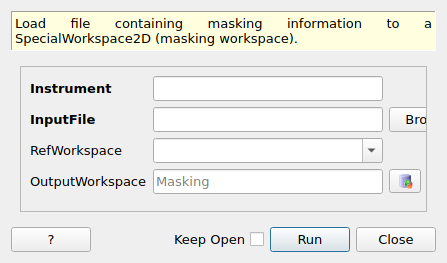 Load file containing masking information to a
SpecialWorkspace2D (masking workspace).
Instrument
InputFile
Bro
RefWorkspace
OutputWorkspace Masking
? Keep Open Run Close